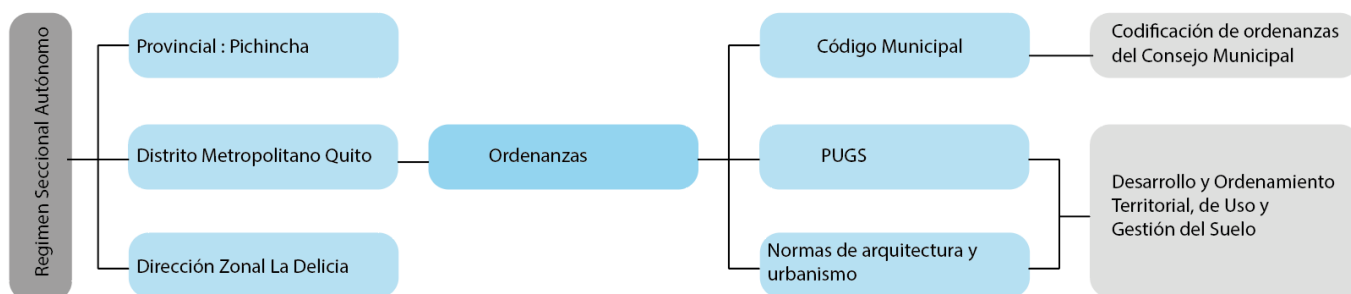 Regimen Seccional Autónomo
Provincial : Pichincha
Distrito Metropolitano Quito
Dirección Zonal La Delicia
Ordenanzas
Código Municipal
PUGS
Normas de arquitectura y
urbanismo
Codificación de ordenanzas
del Consejo Municipal
Desarrollo y Ordenamiento
Territorial, de Uso y
Gestión del Suelo